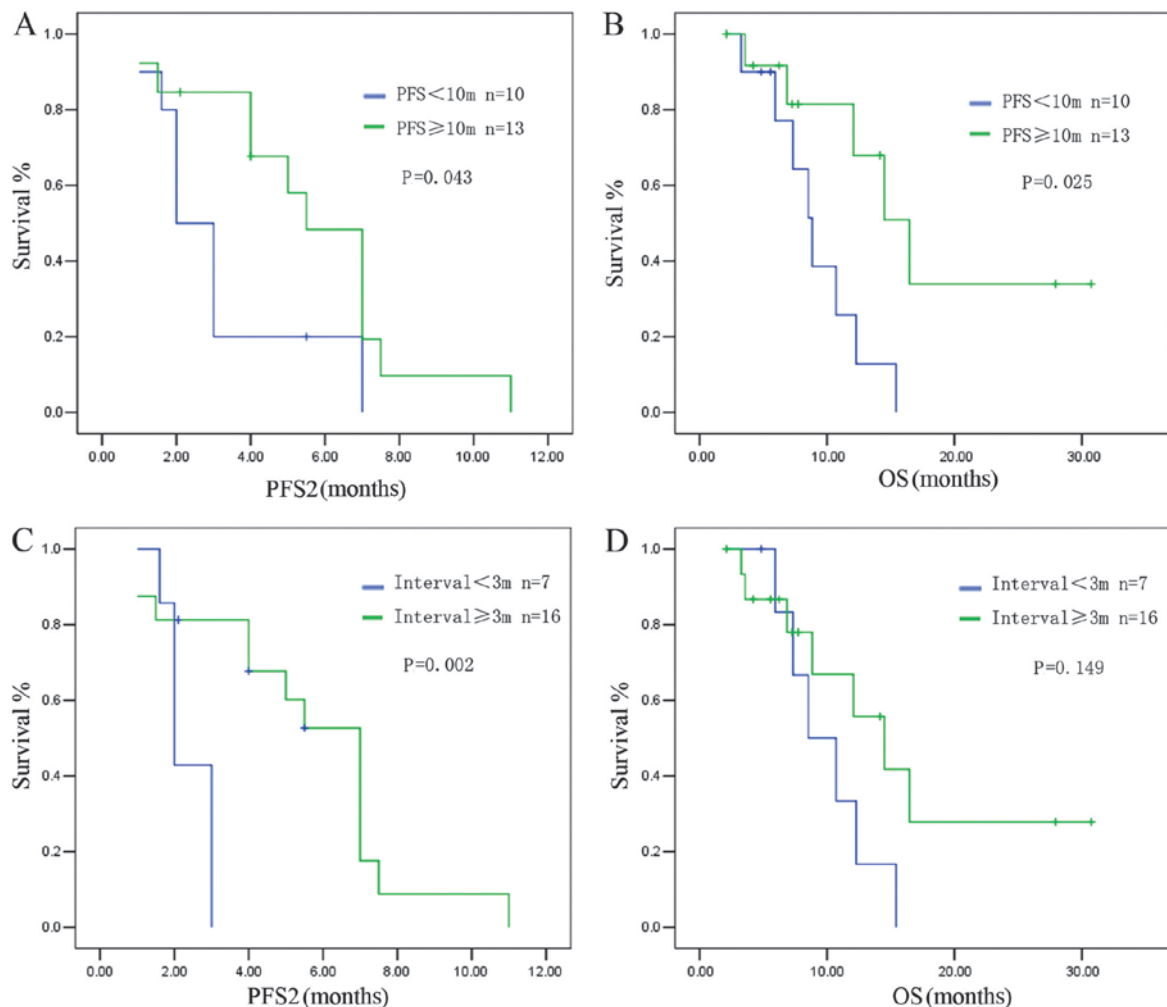 A
1.0
0.8
0.6
0.4
0.2
0.0
Survival %
PFS<10m n=10
PFS≥10m n=13
P=0.043
0.00 2.00 4.00 6.00 8.00 10.00 12.00
PFS2(months)
B
1.0
0.8
0.6
0.4
0.2
0.0
Survival %
PFS<10m n=10
PFS≥10m n=13
P=0.025
0.00 10.00 20.00 30.00
OS(months)
C
1.0
0.8
0.6
0.4
0.2
0.0
Survival %
Interval<3m n=7
Interval≥3m n=16
P=0.002
0.00 2.00 4.00 6.00 8.00 10.00 12.00
PFS2(months)
D
1.0
0.8
0.6
0.4
0.2
0.0
Survival %
Interval<3m n=7
Interval≥3m n=16
P=0.149
0.00 10.00 20.00 30.00
OS(months)